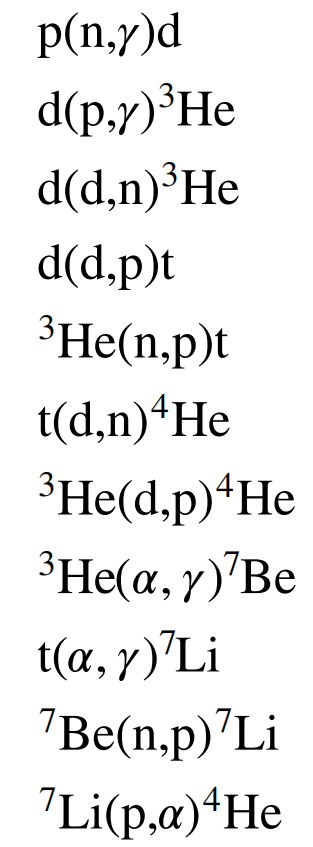 p(n,γ)d
d(p,γ)³He
d(d,n)³He
d(d,p)t
³He(n,p)t
t(d,n)⁴He
³He(d,p)⁴He
³He(α, γ)⁷Be
t(α, γ)⁷Li
⁷Be(n,p)⁷Li
⁷Li(p,α)⁴He